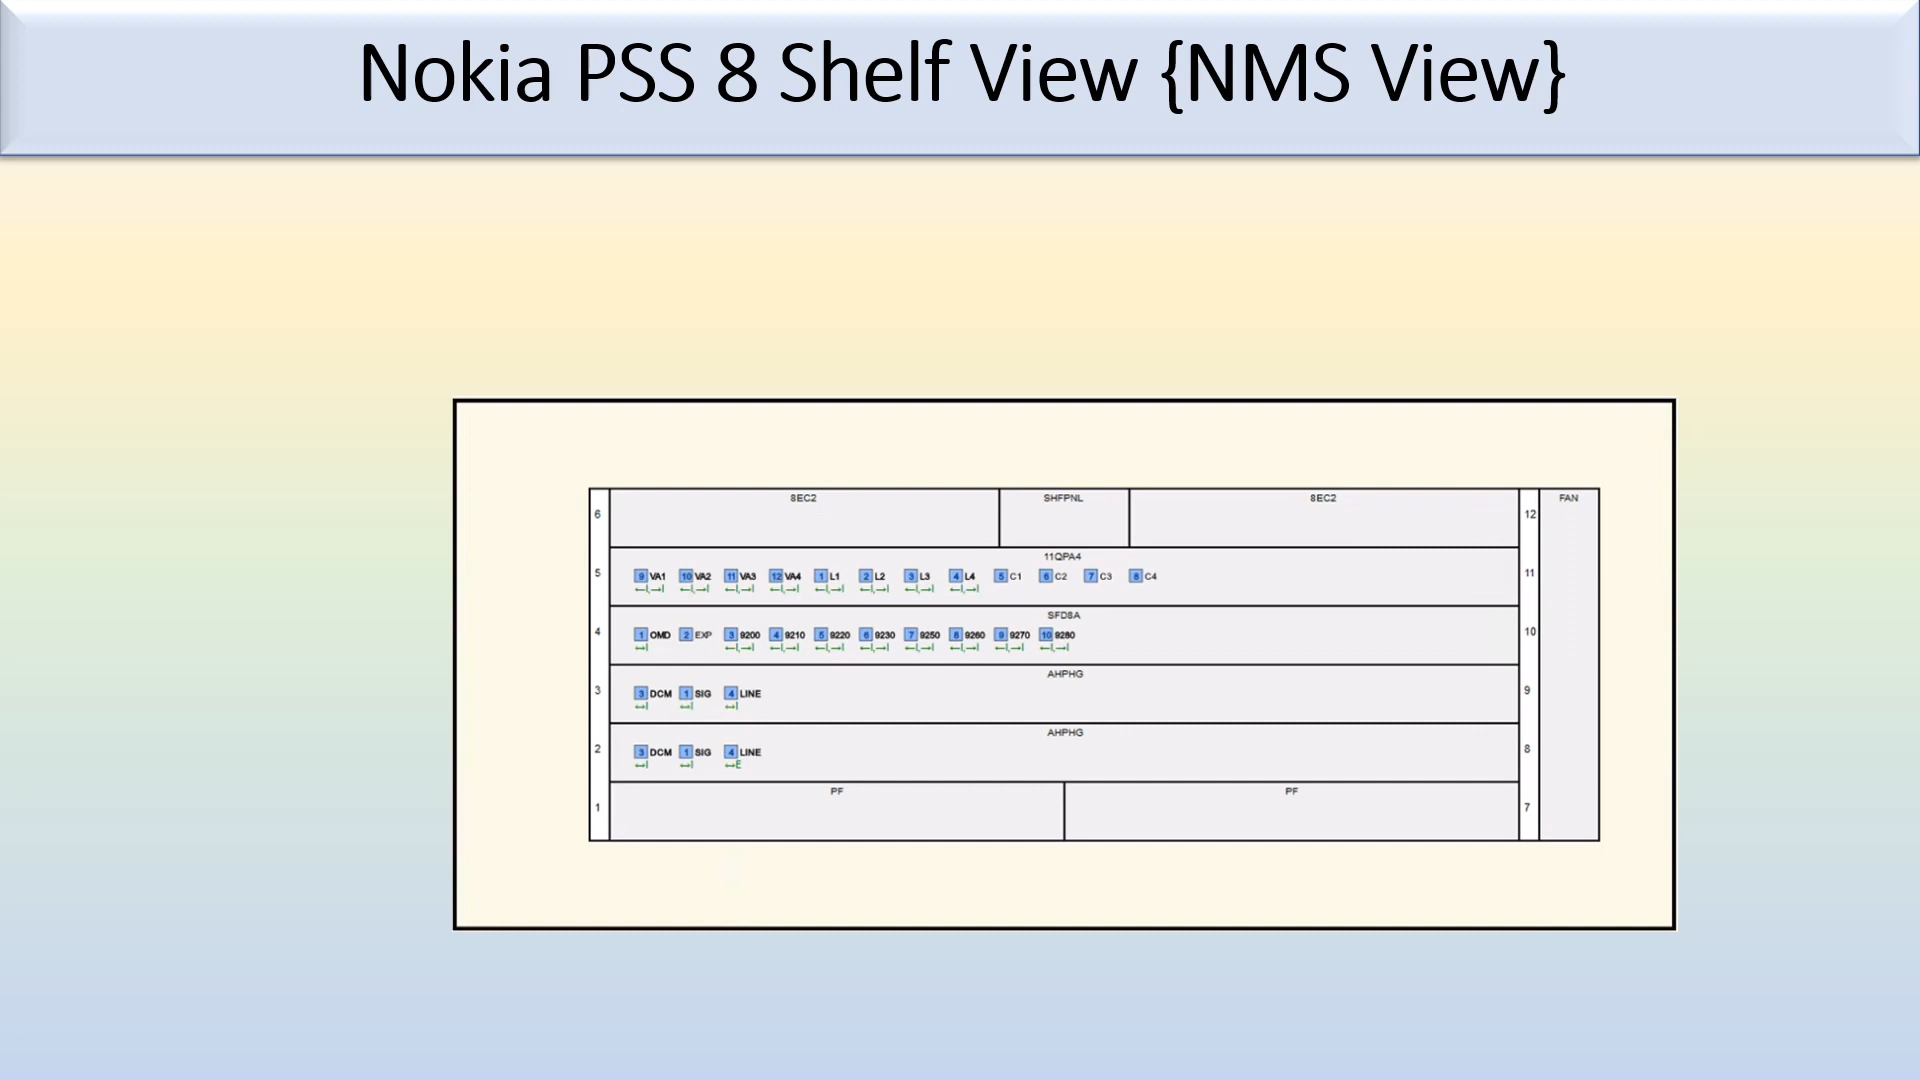 Nokia PSS 8 Shelf View {NMS View}
6 8EC2 SHFPNL 8EC2 12 FAN
11QPA4
5 9 VA1 10 VA2 11 VA3 12 VA4 1 L1 2 L2 3 L3 4 L4 5 C1 6 C2 7 C3 8 C4 11
SFD8A
4 1 OMD 2 EXP 3 9200 4 9210 5 9220 6 9230 7 9250 8 9260 9 9270 10 9280 10
AHPHG
3 3 DCM 1 SIG 4 LINE 9
AHPHG
2 3 DCM 1 SIG 4 LINE 8
E
PF PF
1 7